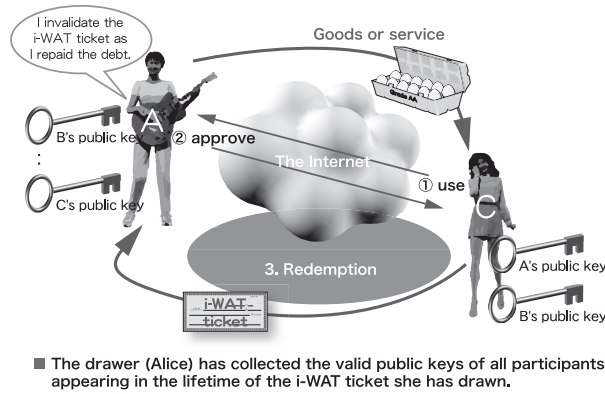 I invalidate the
i-WAT ticket as
I repaid the debt.
Goods or service
Grade AA
A
B's public key
② approve
:
The Internet
C's public key
① use
C
3. Redemption
A's public key
i-WAT
ticket
B's public key
■ The drawer (Alice) has collected the valid public keys of all participants
appearing in the lifetime of the i-WAT ticket she has drawn.